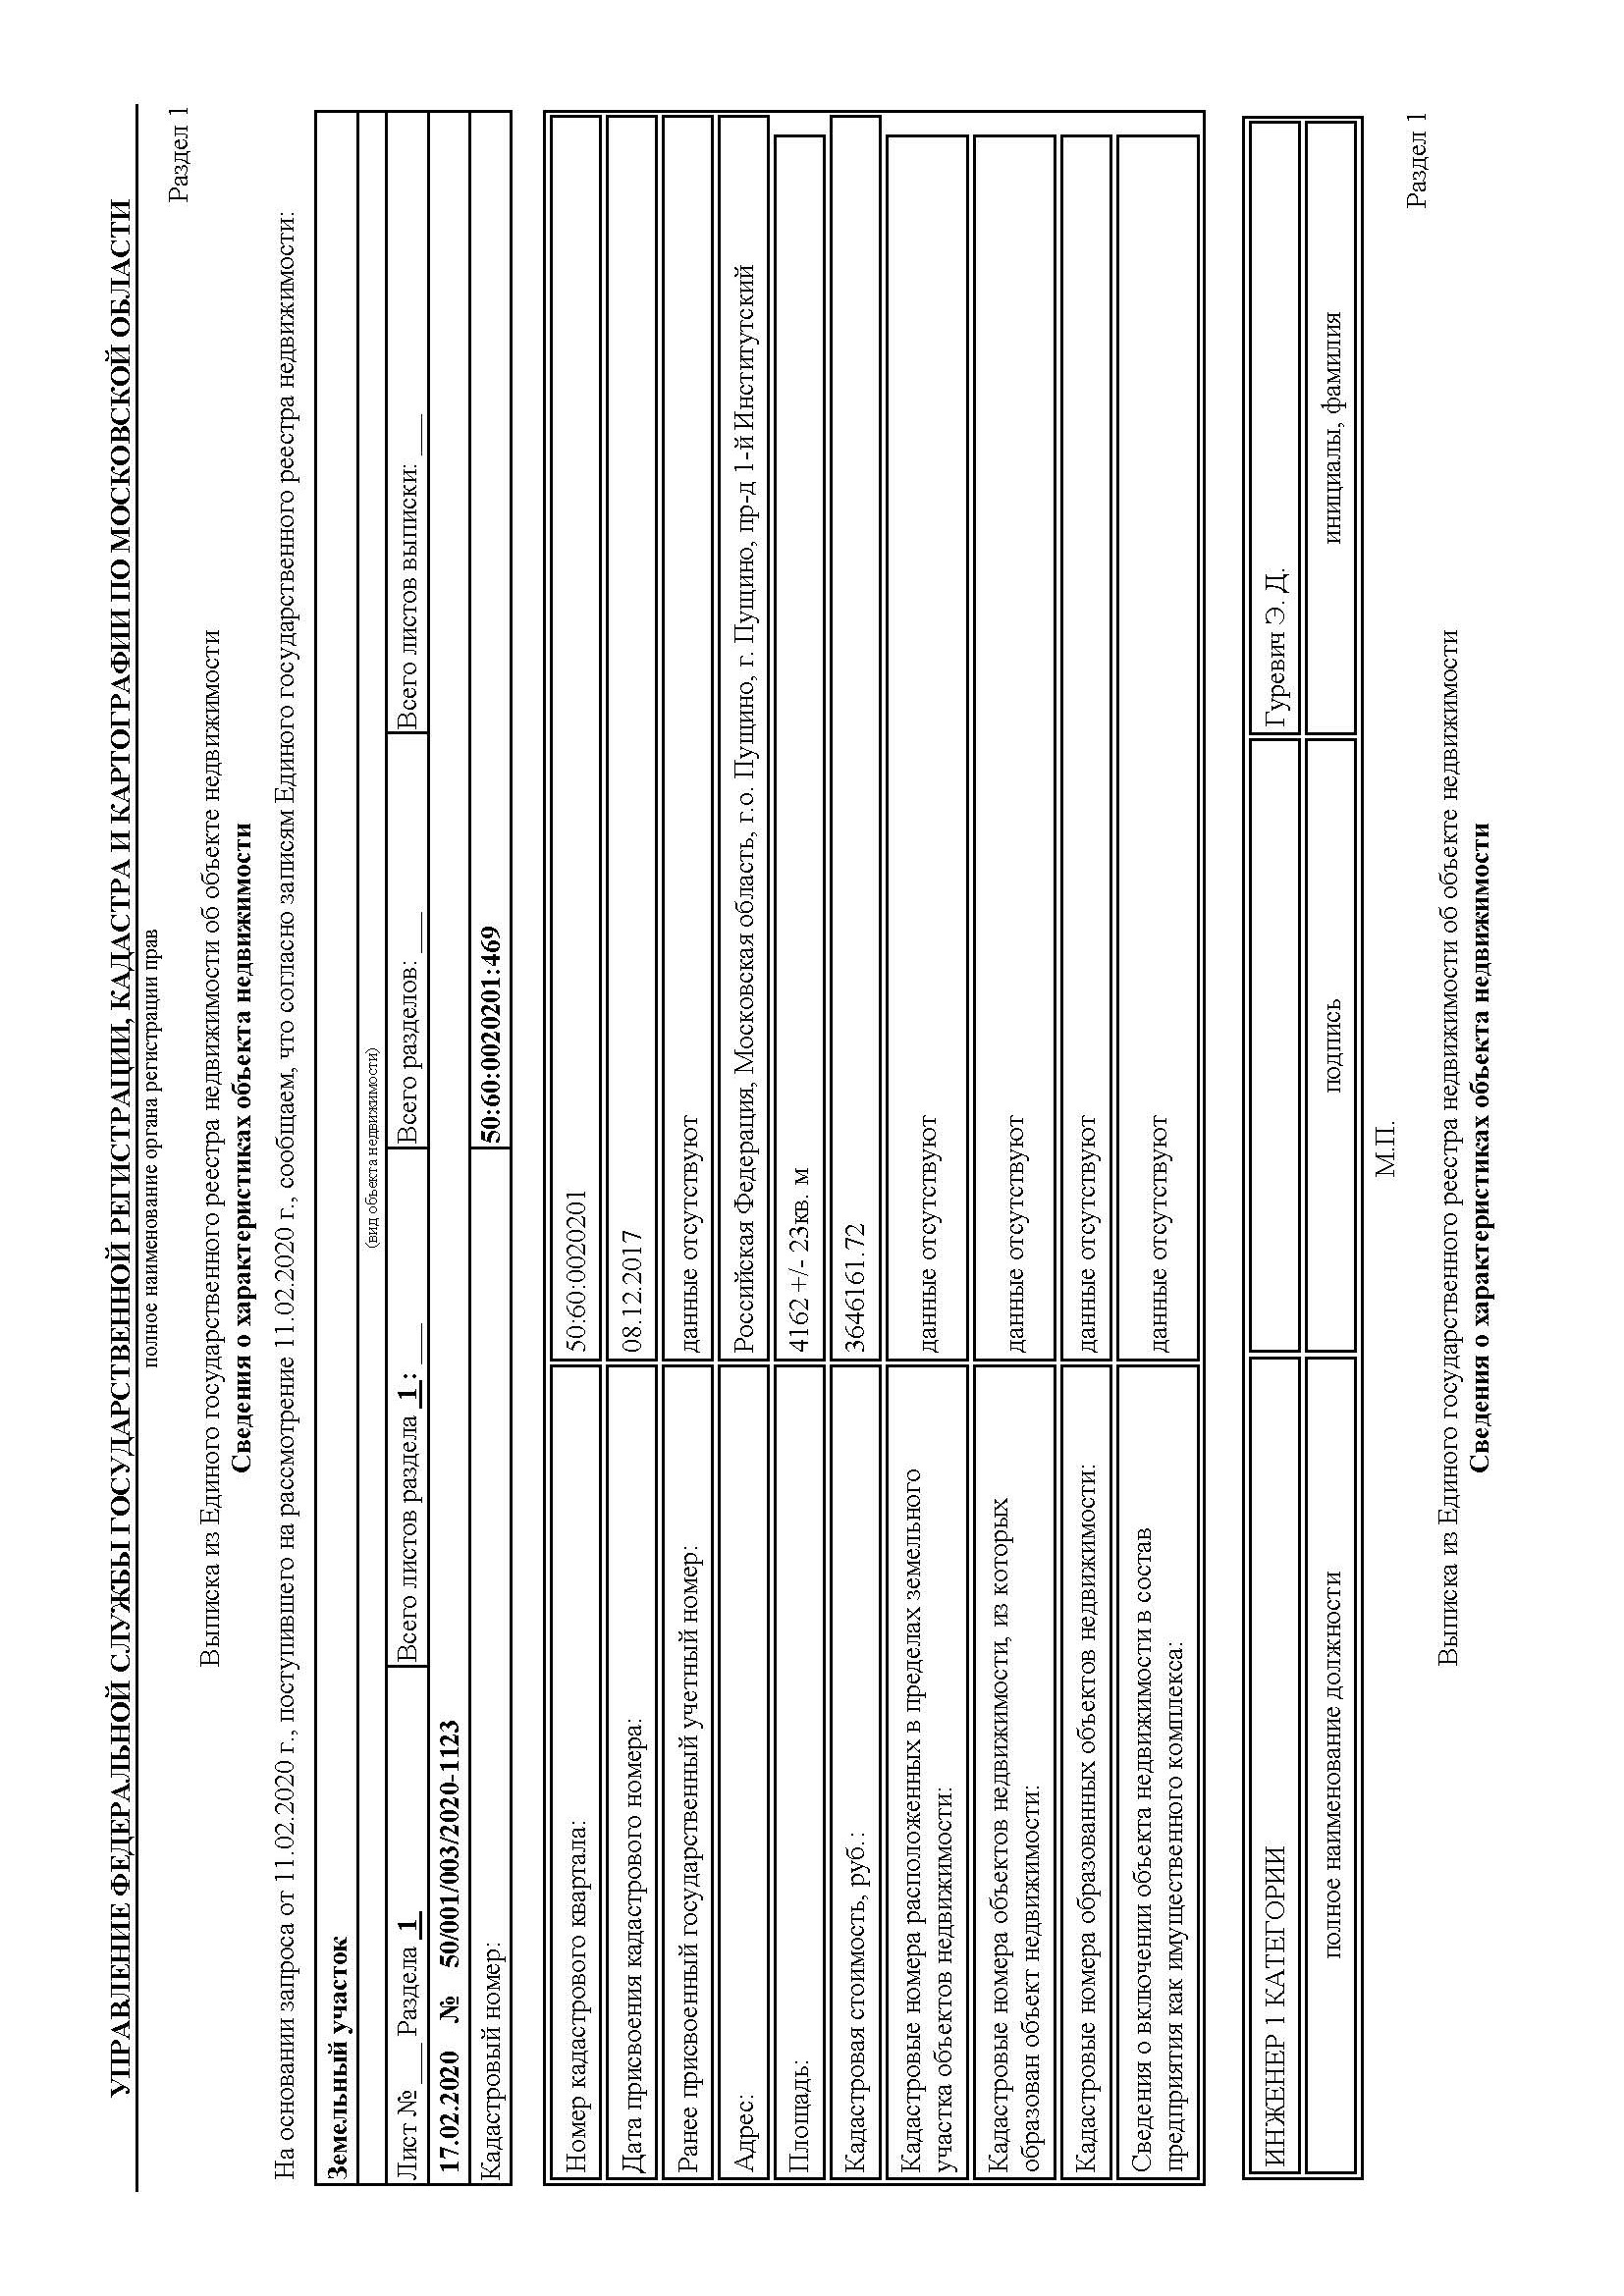 УПРАВЛЕНИЕ ФЕДЕРАЛЬНОЙ СЛУЖБЫ ГОСУДАРСТВЕННОЙ РЕГИСТРАЦИИ, КАДАСТРА И КАРТОГРАФИИ ПО МОСКОВСКОЙ ОБЛАСТИ
полное наименование органа регистрации прав
Раздел 1
Выписка из Единого государственного реестра недвижимости об объекте недвижимости
Сведения о характеристиках объекта недвижимости
На основании запроса от 11.02.2020 г., поступившего на рассмотрение 11.02.2020 г., сообщаем, что согласно записям Единого государственного реестра недвижимости:
Земельный участок
(вид объекта недвижимости)
Лист № ___ Раздела 1 Всего листов раздела 1 : ___ Всего разделов: ___ Всего листов выписки: ___
17.02.2020 № 50/001/003/2020-1123
Кадастровый номер: 50:60:0020201:469
Номер кадастрового квартала: 50:60:0020201
Дата присвоения кадастрового номера: 08.12.2017
Ранее присвоенный государственный учетный номер: данные отсутствуют
Адрес: Российская Федерация, Московская область, г.о. Пущино, г. Пущино, пр-д 1-й Институтский
Площадь: 4162 +/- 23кв. м
Кадастровая стоимость, руб.: 3646161.72
Кадастровые номера расположенных в пределах земельного
участка объектов недвижимости: данные отсутствуют
Кадастровые номера объектов недвижимости, из которых
образован объект недвижимости: данные отсутствуют
Кадастровые номера образованных объектов недвижимости: данные отсутствуют
Сведения о включении объекта недвижимости в состав
предприятия как имущественного комплекса: данные отсутствуют
ИНЖЕНЕР 1 КАТЕГОРИИ Гуревич Э. Д.
полное наименование должности подпись инициалы, фамилия
М.П.
Раздел 1
Выписка из Единого государственного реестра недвижимости об объекте недвижимости
Сведения о характеристиках объекта недвижимости